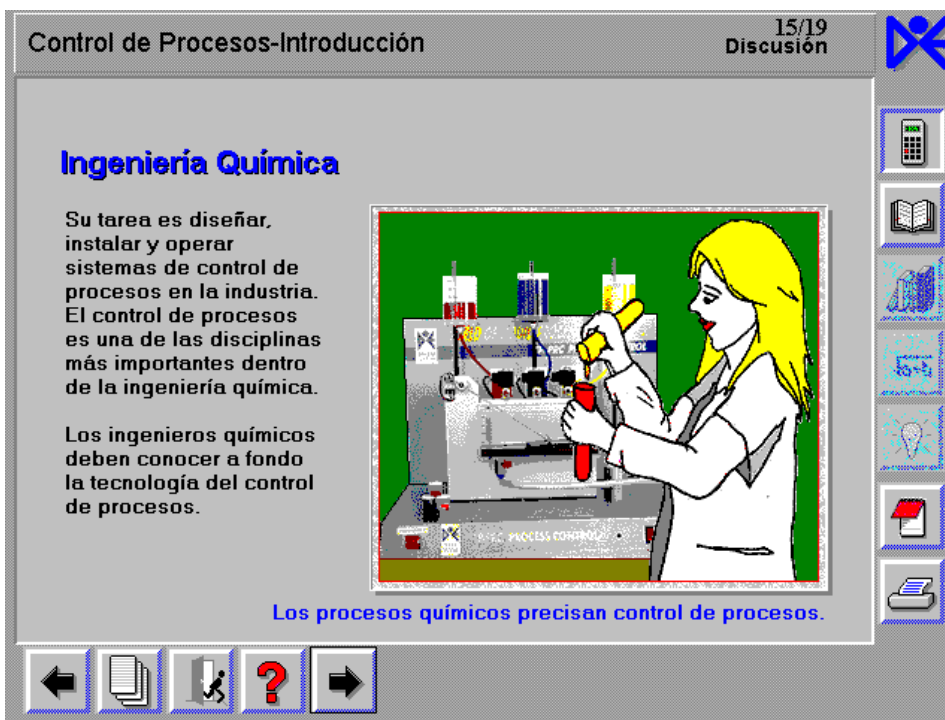 Control de Procesos-Introducción
15/19
Discusión
Ingeniería Química
Su tarea es diseñar,
instalar y operar
sistemas de control de
procesos en la industria.
El control de procesos
es una de las disciplinas
más importantes dentro
de la ingeniería química.
Los ingenieros químicos
deben conocer a fondo
la tecnología del control
de procesos.
PROCESS CONTROL
Los procesos químicos precisan control de procesos.